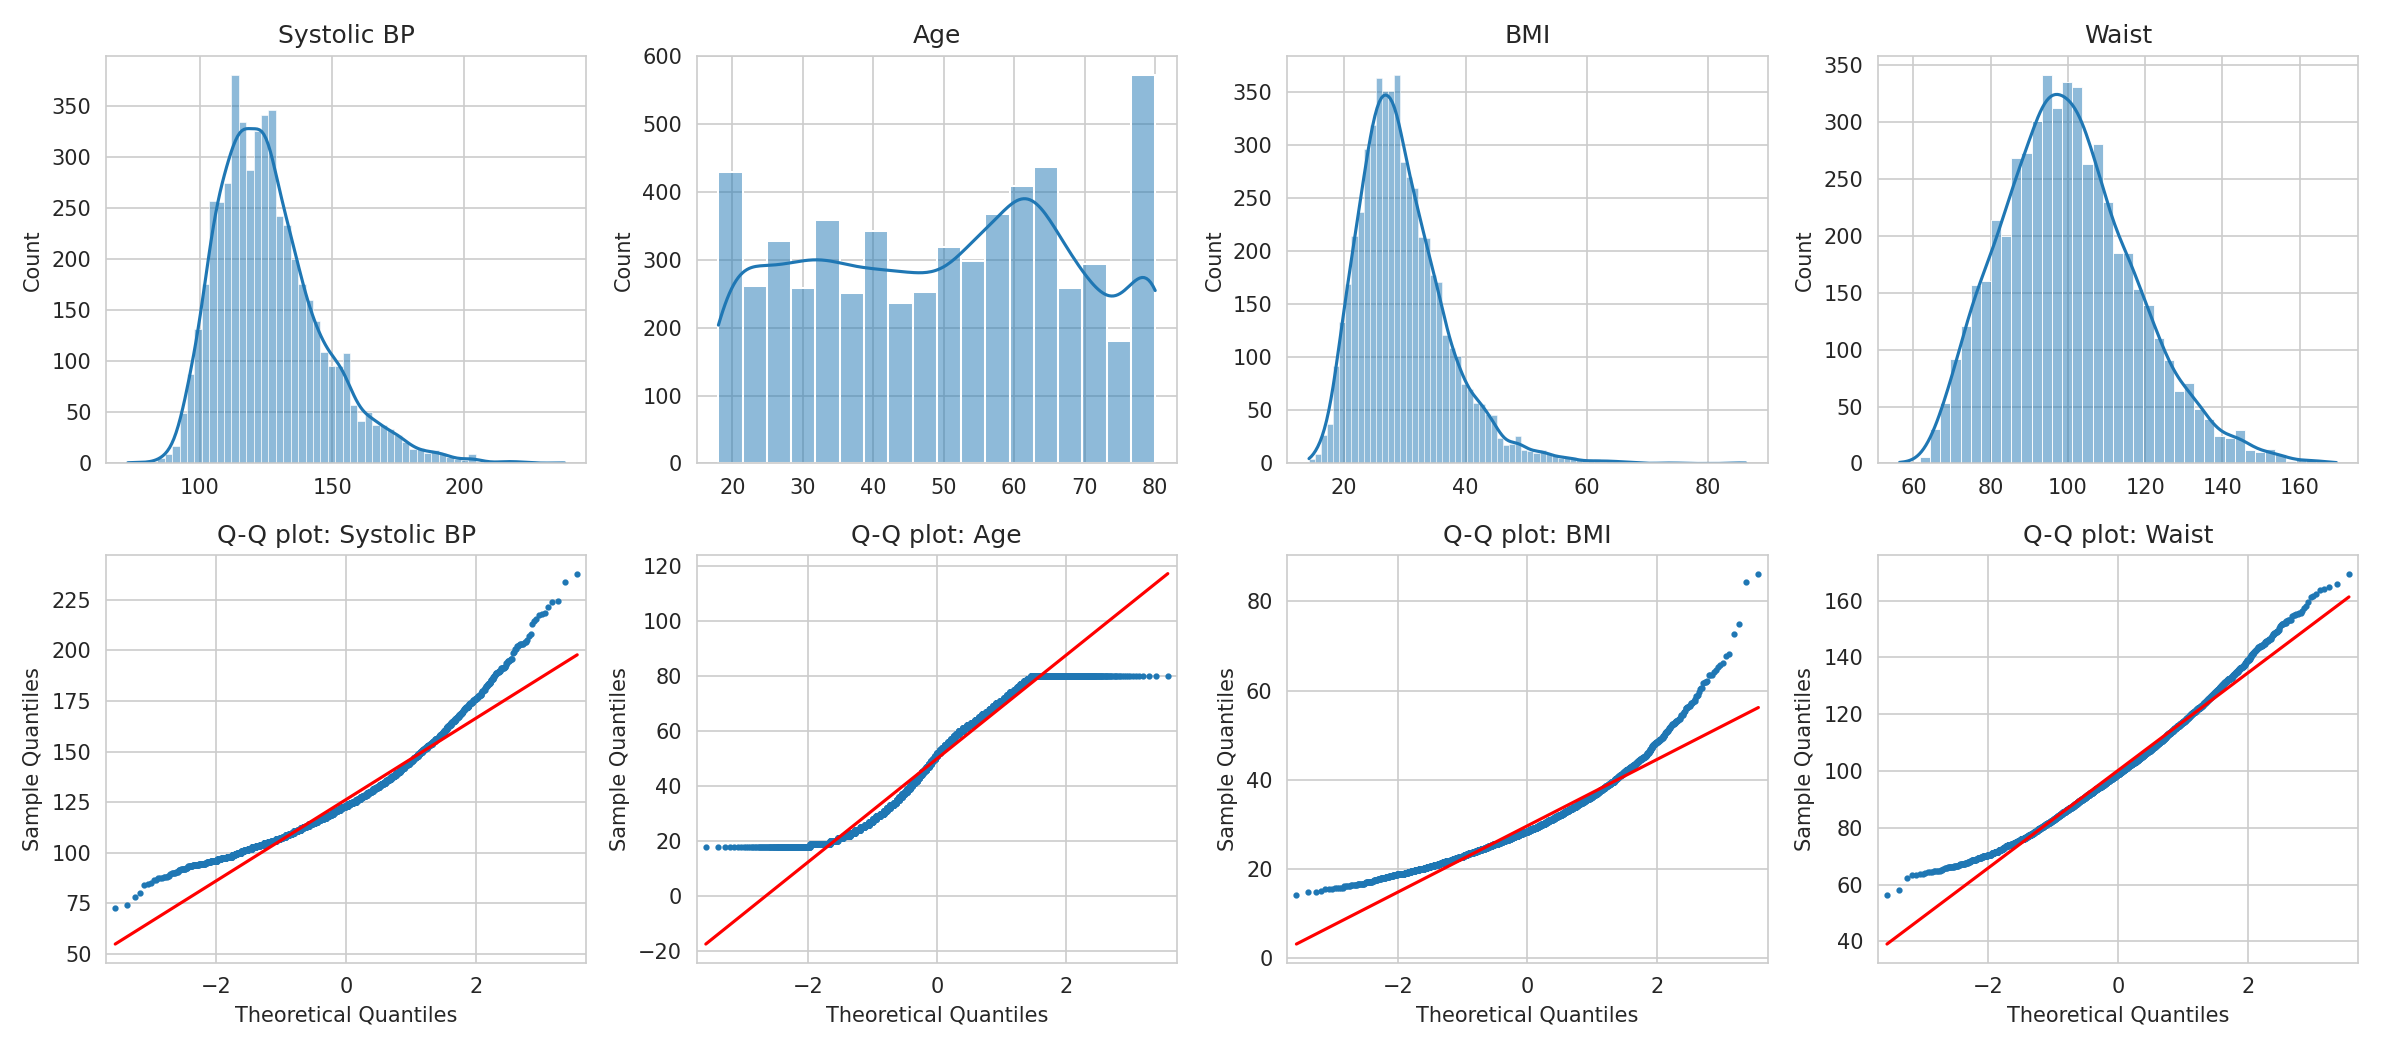 Systolic BP
Count
350
300
250
200
150
100
50
0
100 150 200
Age
Count
600
500
400
300
200
100
0
20 30 40 50 60 70 80
BMI
Count
350
300
250
200
150
100
50
0
20 40 60 80
Waist
Count
350
300
250
200
150
100
50
0
60 80 100 120 140 160
Q-Q plot: Systolic BP
Sample Quantiles
225
200
175
150
125
100
75
50
−2 0 2
Theoretical Quantiles
Q-Q plot: Age
Sample Quantiles
120
100
80
60
40
20
0
−20
−2 0 2
Theoretical Quantiles
Q-Q plot: BMI
Sample Quantiles
80
60
40
20
0
−2 0 2
Theoretical Quantiles
Q-Q plot: Waist
Sample Quantiles
160
140
120
100
80
60
40
−2 0 2
Theoretical Quantiles